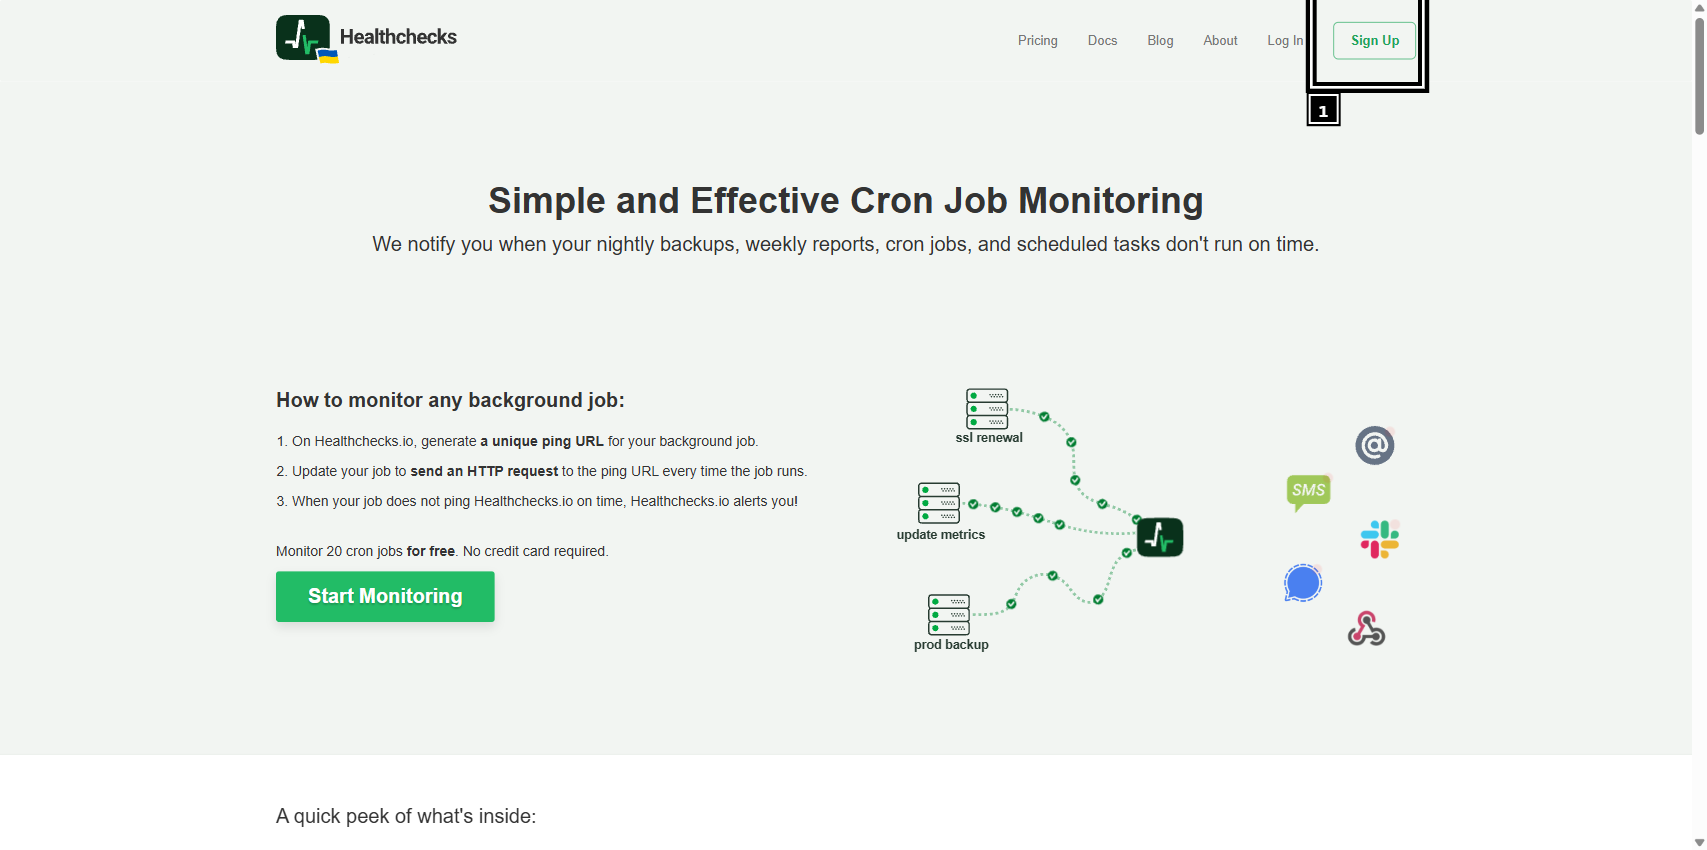 Healthchecks
Pricing
Docs
Blog
About
Log In
Sign Up
1
Simple and Effective Cron Job Monitoring
We notify you when your nightly backups, weekly reports, cron jobs, and scheduled tasks don't run on time.
How to monitor any background job:
1. On Healthchecks.io, generate a unique ping URL for your background job.
2. Update your job to send an HTTP request to the ping URL every time the job runs.
3. When your job does not ping Healthchecks.io on time, Healthchecks.io alerts you!
Monitor 20 cron jobs for free. No credit card required.
Start Monitoring
ssl renewal
update metrics
prod backup
@
SMS
A quick peek of what's inside: